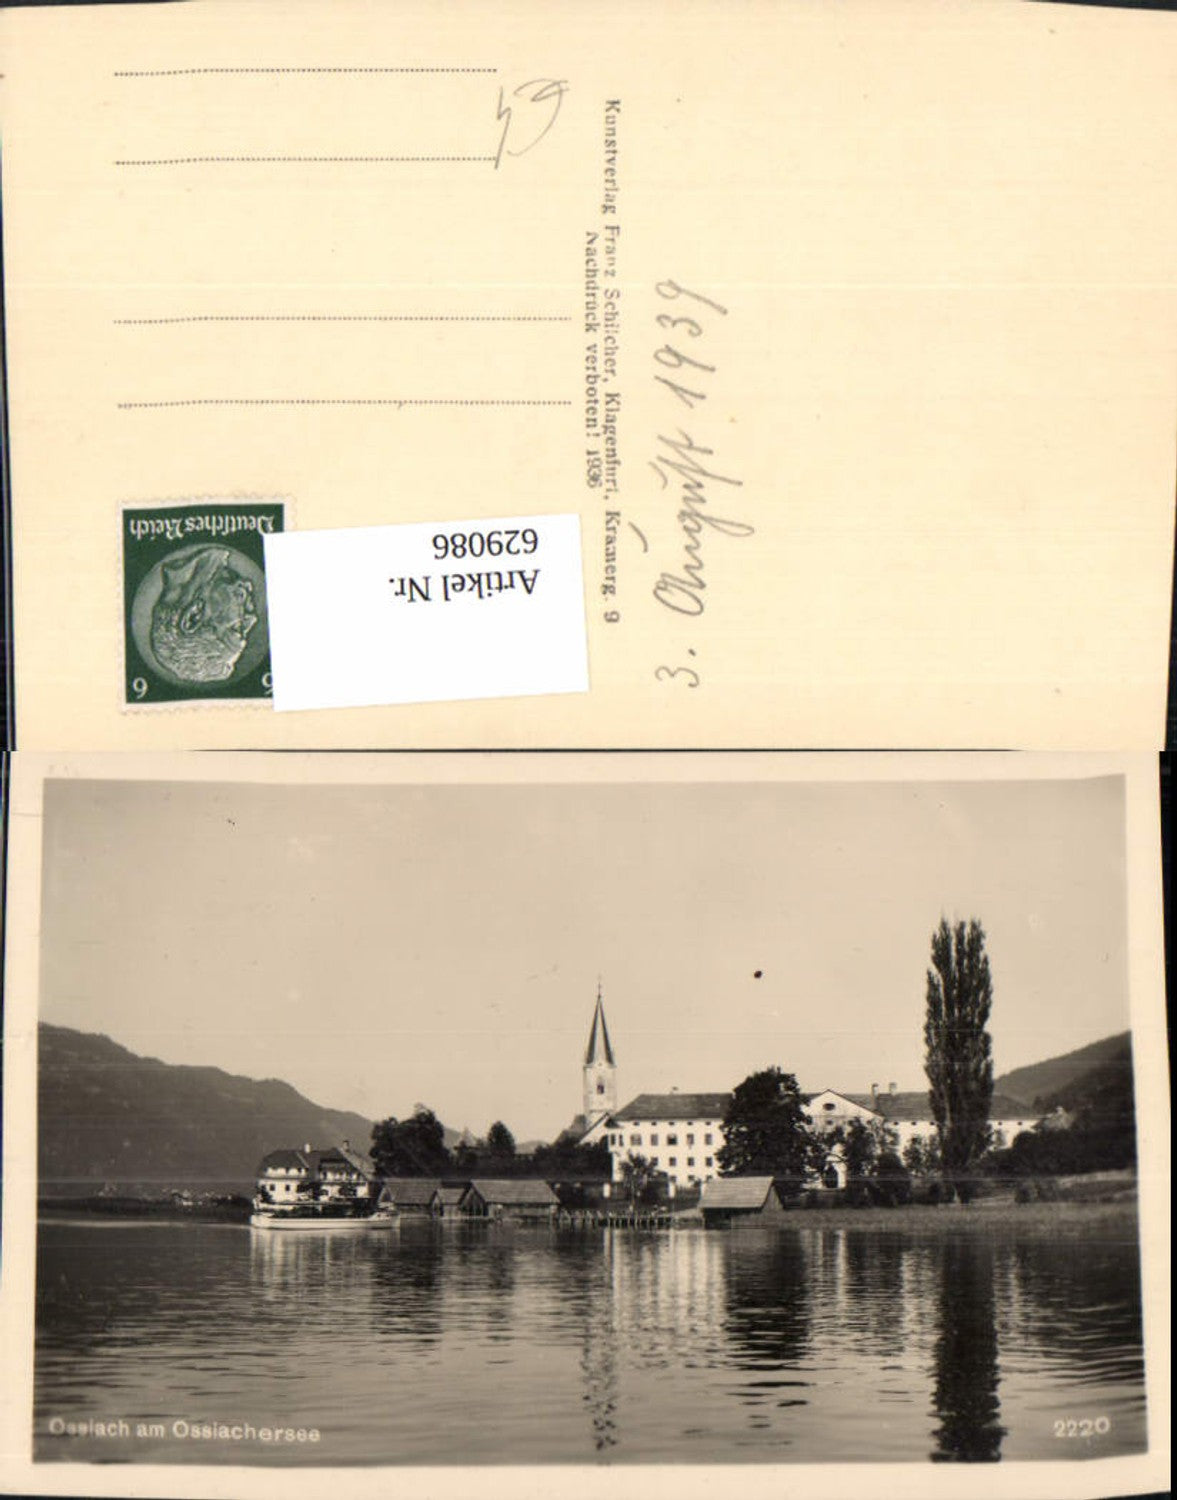 Kunstverlag Franz Schilcher, Klagenfurt, Kramerg. 9
Nachdruck verboten! 1936
3. August 1939
Deutsches Reich
6 6
Artikel Nr.
629086
Ossiach am Ossiachersee
2220